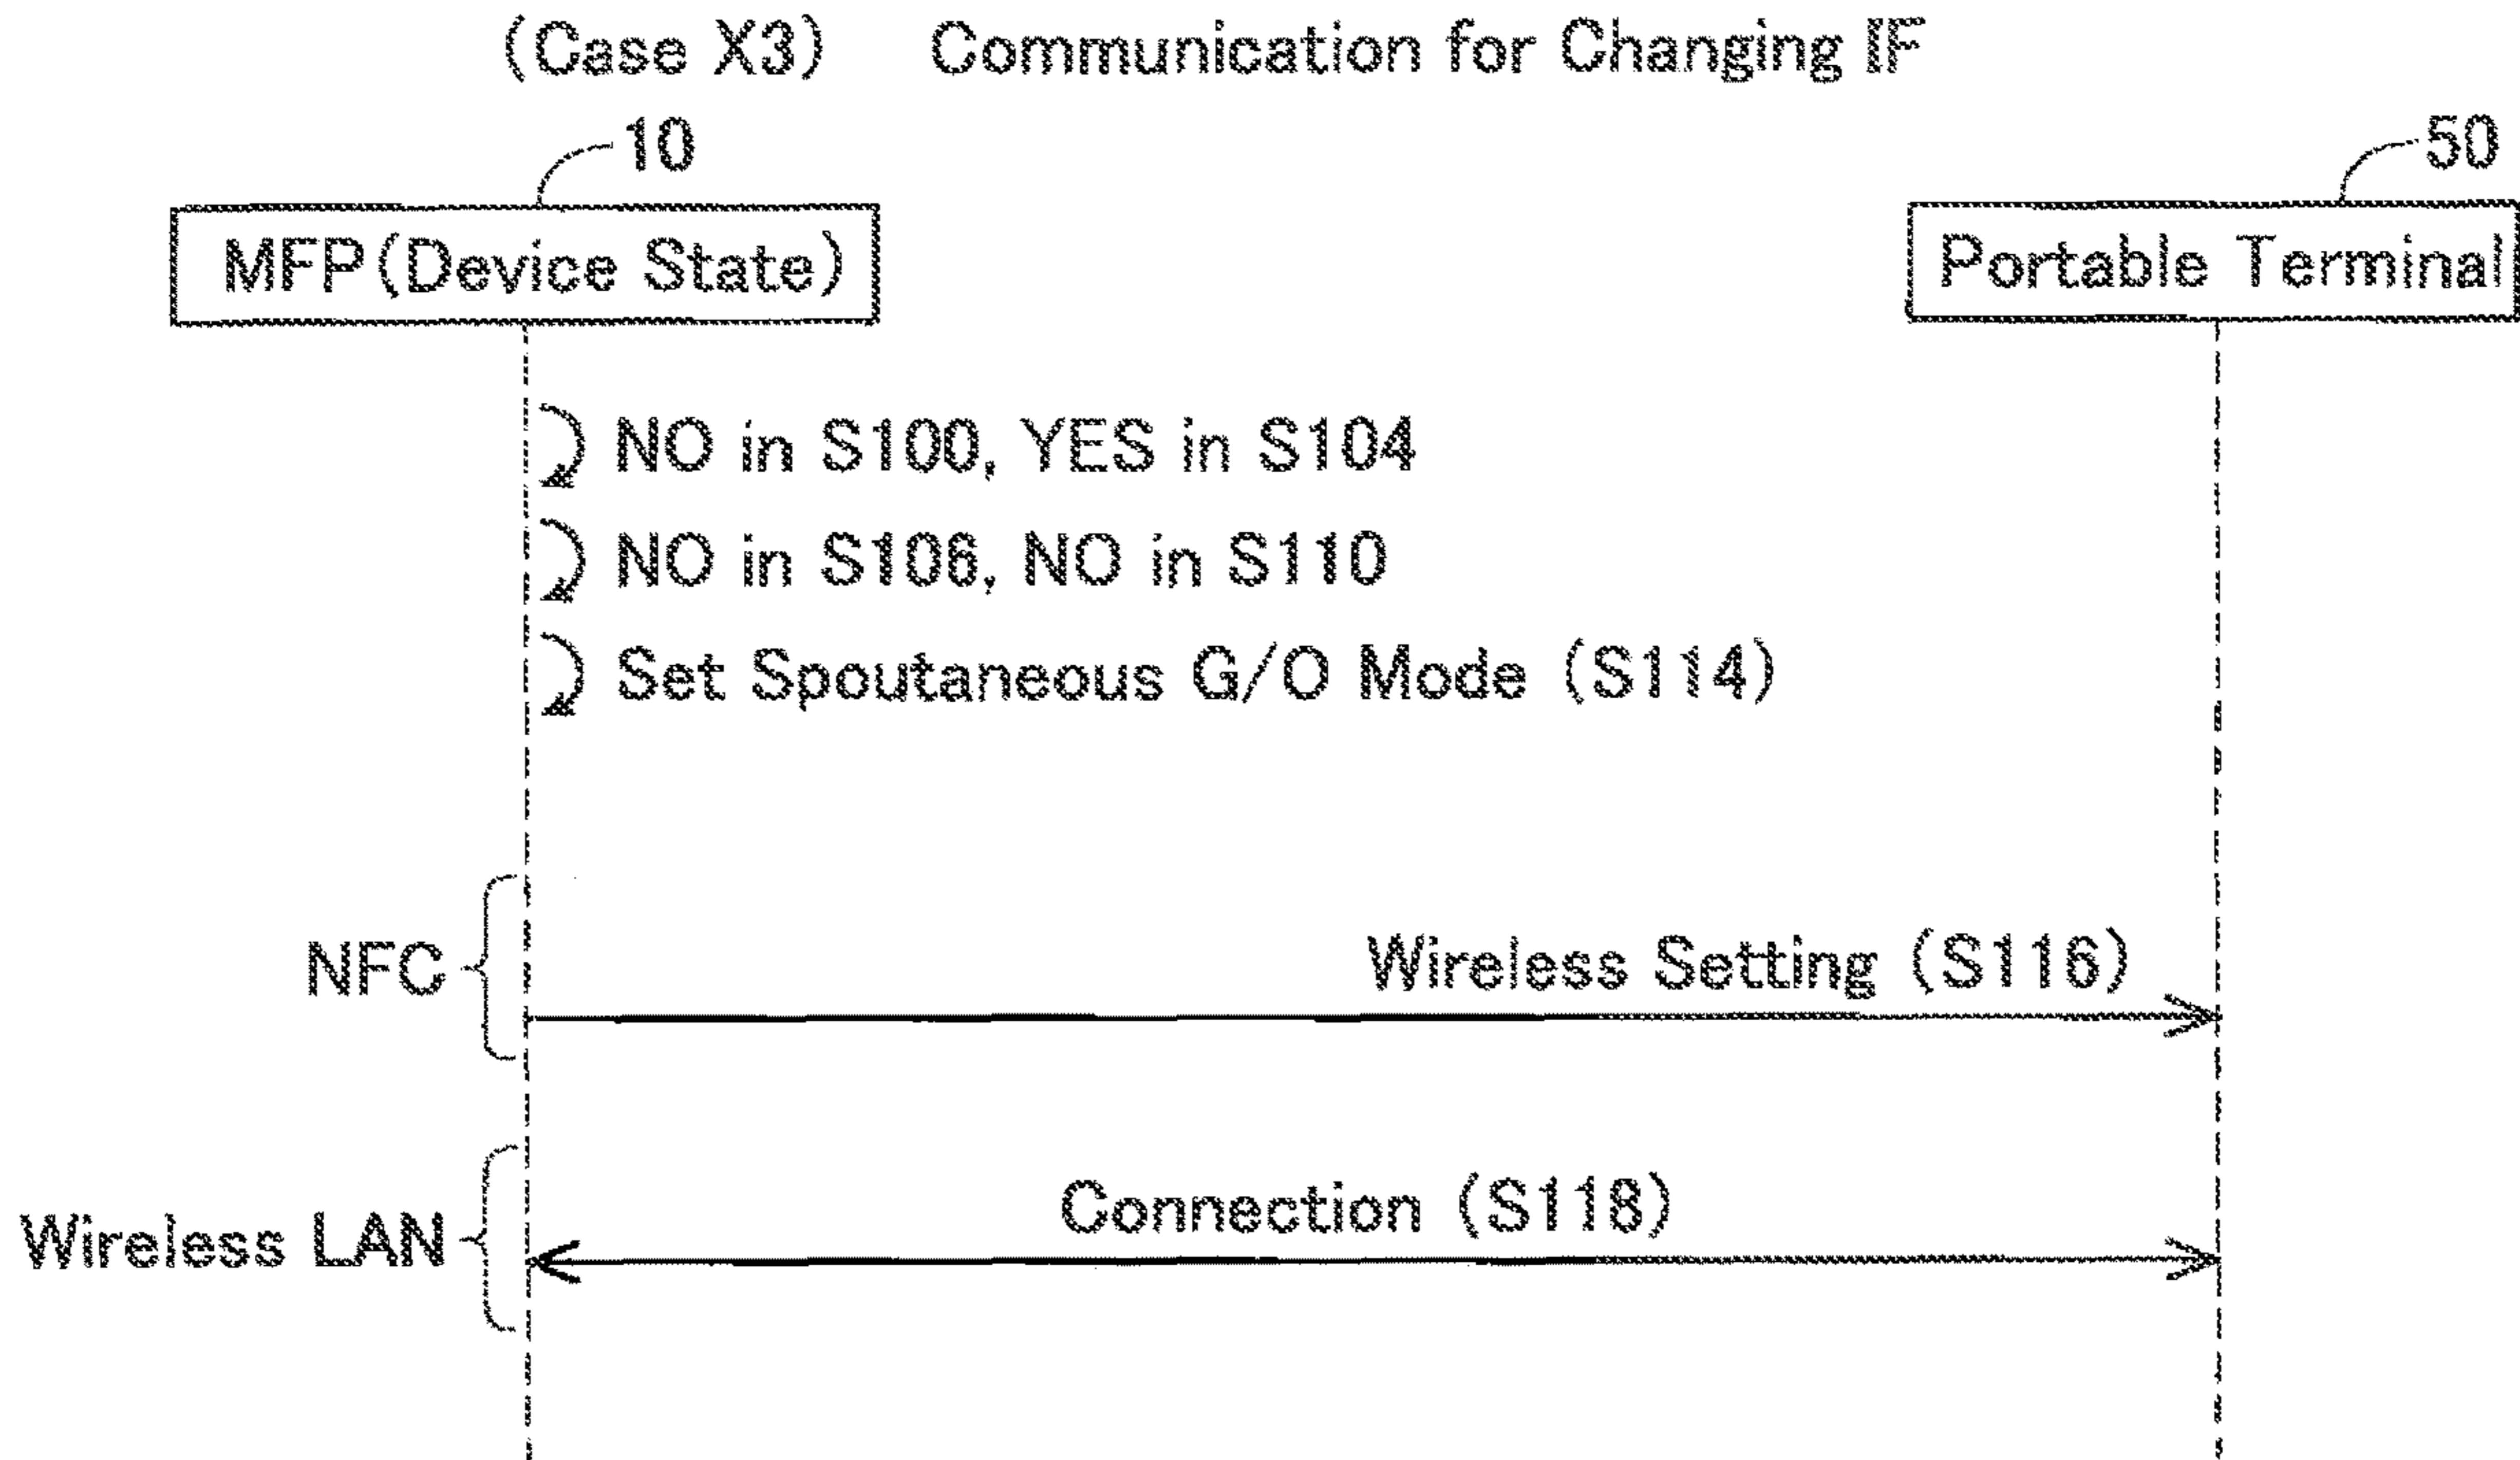 (Case X3) Communication for Changing IF
10
50
MFP(Device State)
Portable Terminal
NO in S100, YES in S104
NO in S106, NO in S110
Set Spoutaneous G/O Mode (S114)
NFC
Wireless Setting (S116)
Wireless LAN
Connection (S118)